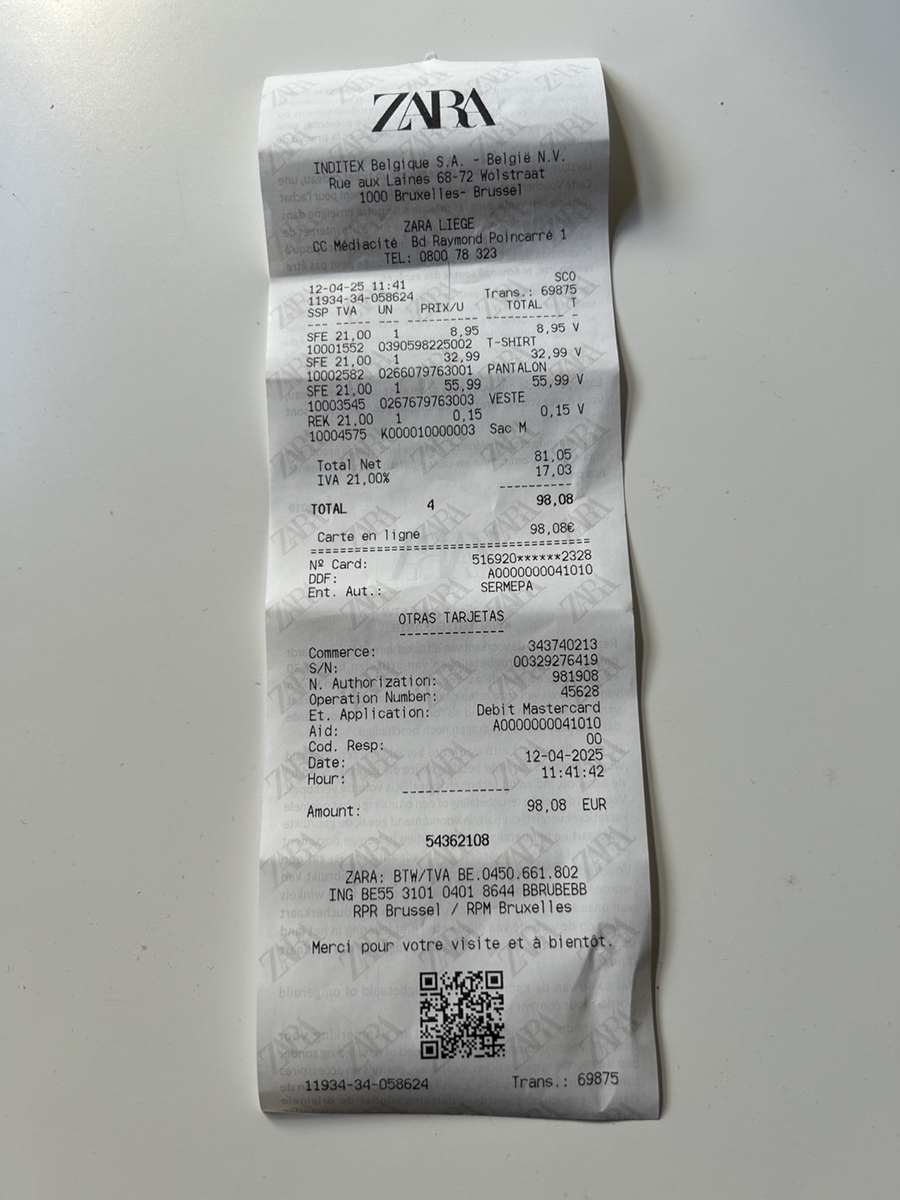 ZARA
INDITEX Belgique S.A. - België N.V.
Rue aux Laines 68-72 Wolstraat
1000 Bruxelles- Brussel
ZARA LIEGE
CC Médiacité Bd Raymond Poincarré 1
TEL: 0800 78 323
12-04-25 11:41 SCO
11934-34-058624 Trans.: 69875
SSP TVA UN PRIX/U TOTAL T
SFE 21,00 1 8,95 8,95 V
10001552 0390598225002 T-SHIRT
SFE 21,00 1 32,99 32,99 V
10002582 0266079763001 PANTALON
SFE 21,00 1 55,99 55,99 V
10003545 0267679763003 VESTE
REK 21,00 1 0,15 0,15 V
10004575 K000010000003 Sac M
Total Net 81,05
IVA 21,00% 17,03
TOTAL 4 98,08
Carte en ligne 98,08€
Nº Card: 516920******2328
DDF: A0000000041010
Ent. Aut.: SERMEPA
OTRAS TARJETAS
Commerce: 343740213
S/N: 00329276419
N. Authorization: 981908
Operation Number: 45628
Et. Application: Debit Mastercard
Aid: A0000000041010
Cod. Resp: 00
Date: 12-04-2025
Hour: 11:41:42
Amount: 98,08 EUR
54362108
ZARA: BTW/TVA BE.0450.661.802
ING BE55 3101 0401 8644 BBRUBEBB
RPR Brussel / RPM Bruxelles
Merci pour votre visite et à bientôt.
11934-34-058624 Trans.: 69875